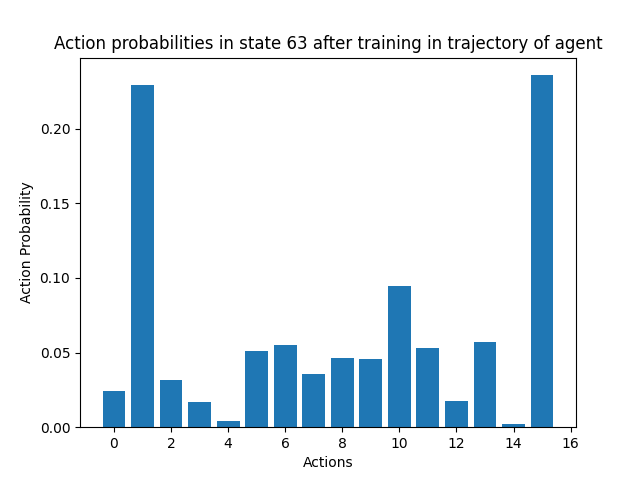 Action probabilities in state 63 after training in trajectory of agent
0.20
0.15
0.10
0.05
0.00
Action Probability
0 2 4 6 8 10 12 14 16
Actions